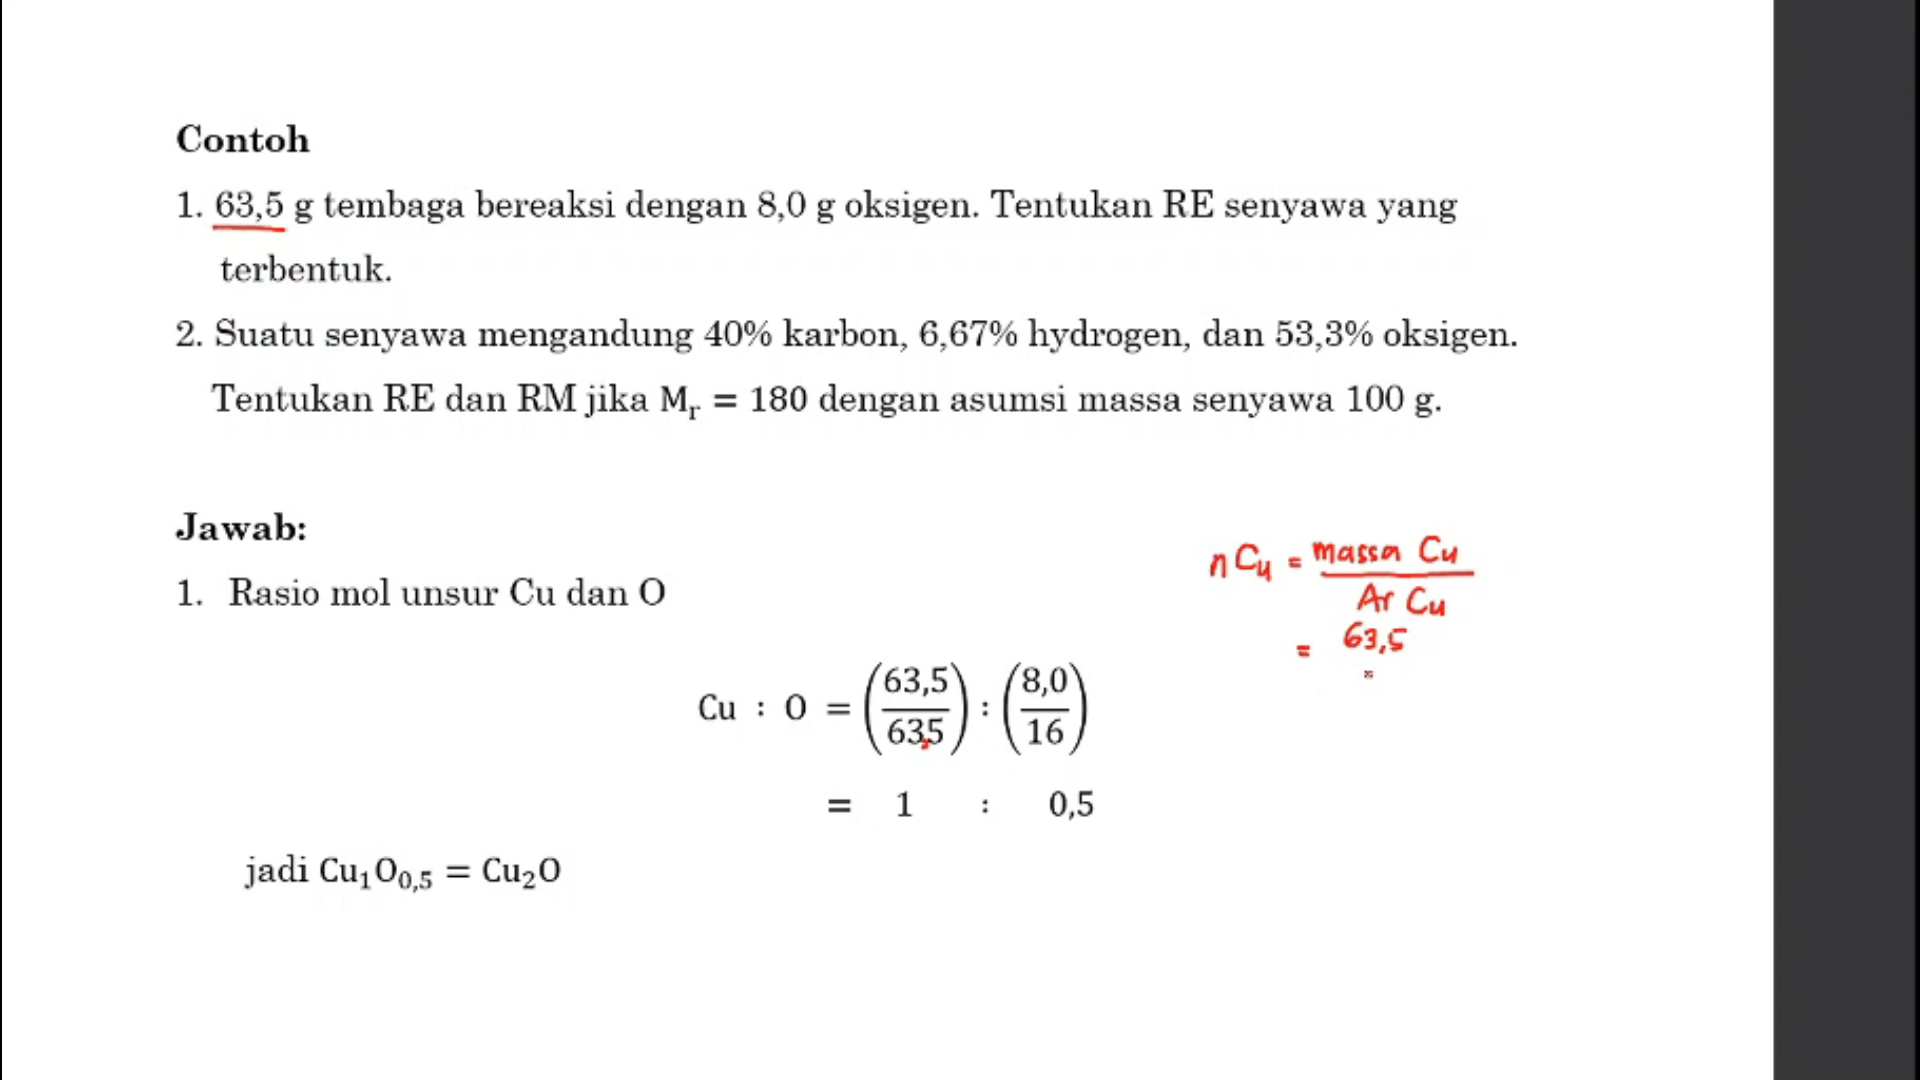 Contoh
1. 63,5 g tembaga bereaksi dengan 8,0 g oksigen. Tentukan RE senyawa yang
terbentuk.
2. Suatu senyawa mengandung 40% karbon, 6,67% hydrogen, dan 53,3% oksigen.
Tentukan RE dan RM jika Mᵣ = 180 dengan asumsi massa senyawa 100 g.
Jawab:
1. Rasio mol unsur Cu dan O
Cu : O = (63,5/63,5) : (8,0/16)
= 1 : 0,5
jadi Cu₁O₀,₅ = Cu₂O
n Cu = massa Cu / Ar Cu
= 63,5